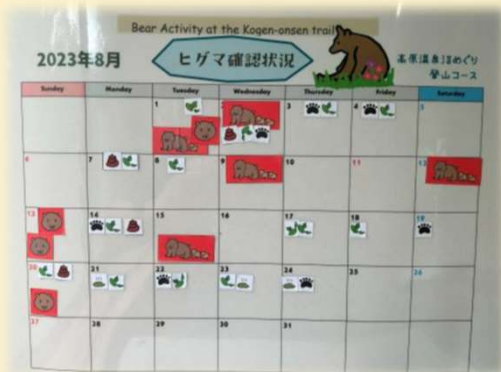 Bear Activity at the Kogen-onsen trail
2023年8月
ヒグマ確認状況
高原温泉沼めぐり
登山コース
Sunday Monday Tuesday Wednesday Thursday Friday Saturday
1 2 3 4 5
6 7 8 9 10 11 12
13 14 15 16 17 18 19
20 21 22 23 24 25 26
27 28 29 30 31